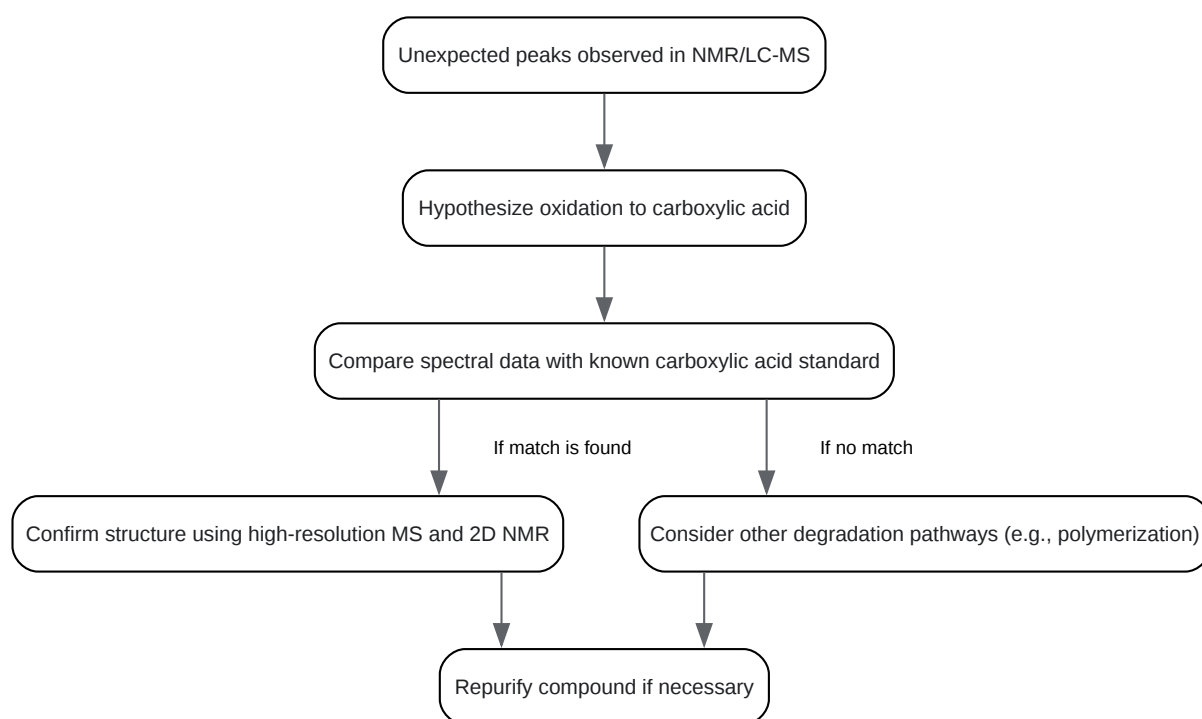 Unexpected peaks observed in NMR/LC-MS
Hypothesize oxidation to carboxylic acid
Compare spectral data with known carboxylic acid standard
If match is found
If no match
Confirm structure using high-resolution MS and 2D NMR
Consider other degradation pathways (e.g., polymerization)
Repurify compound if necessary